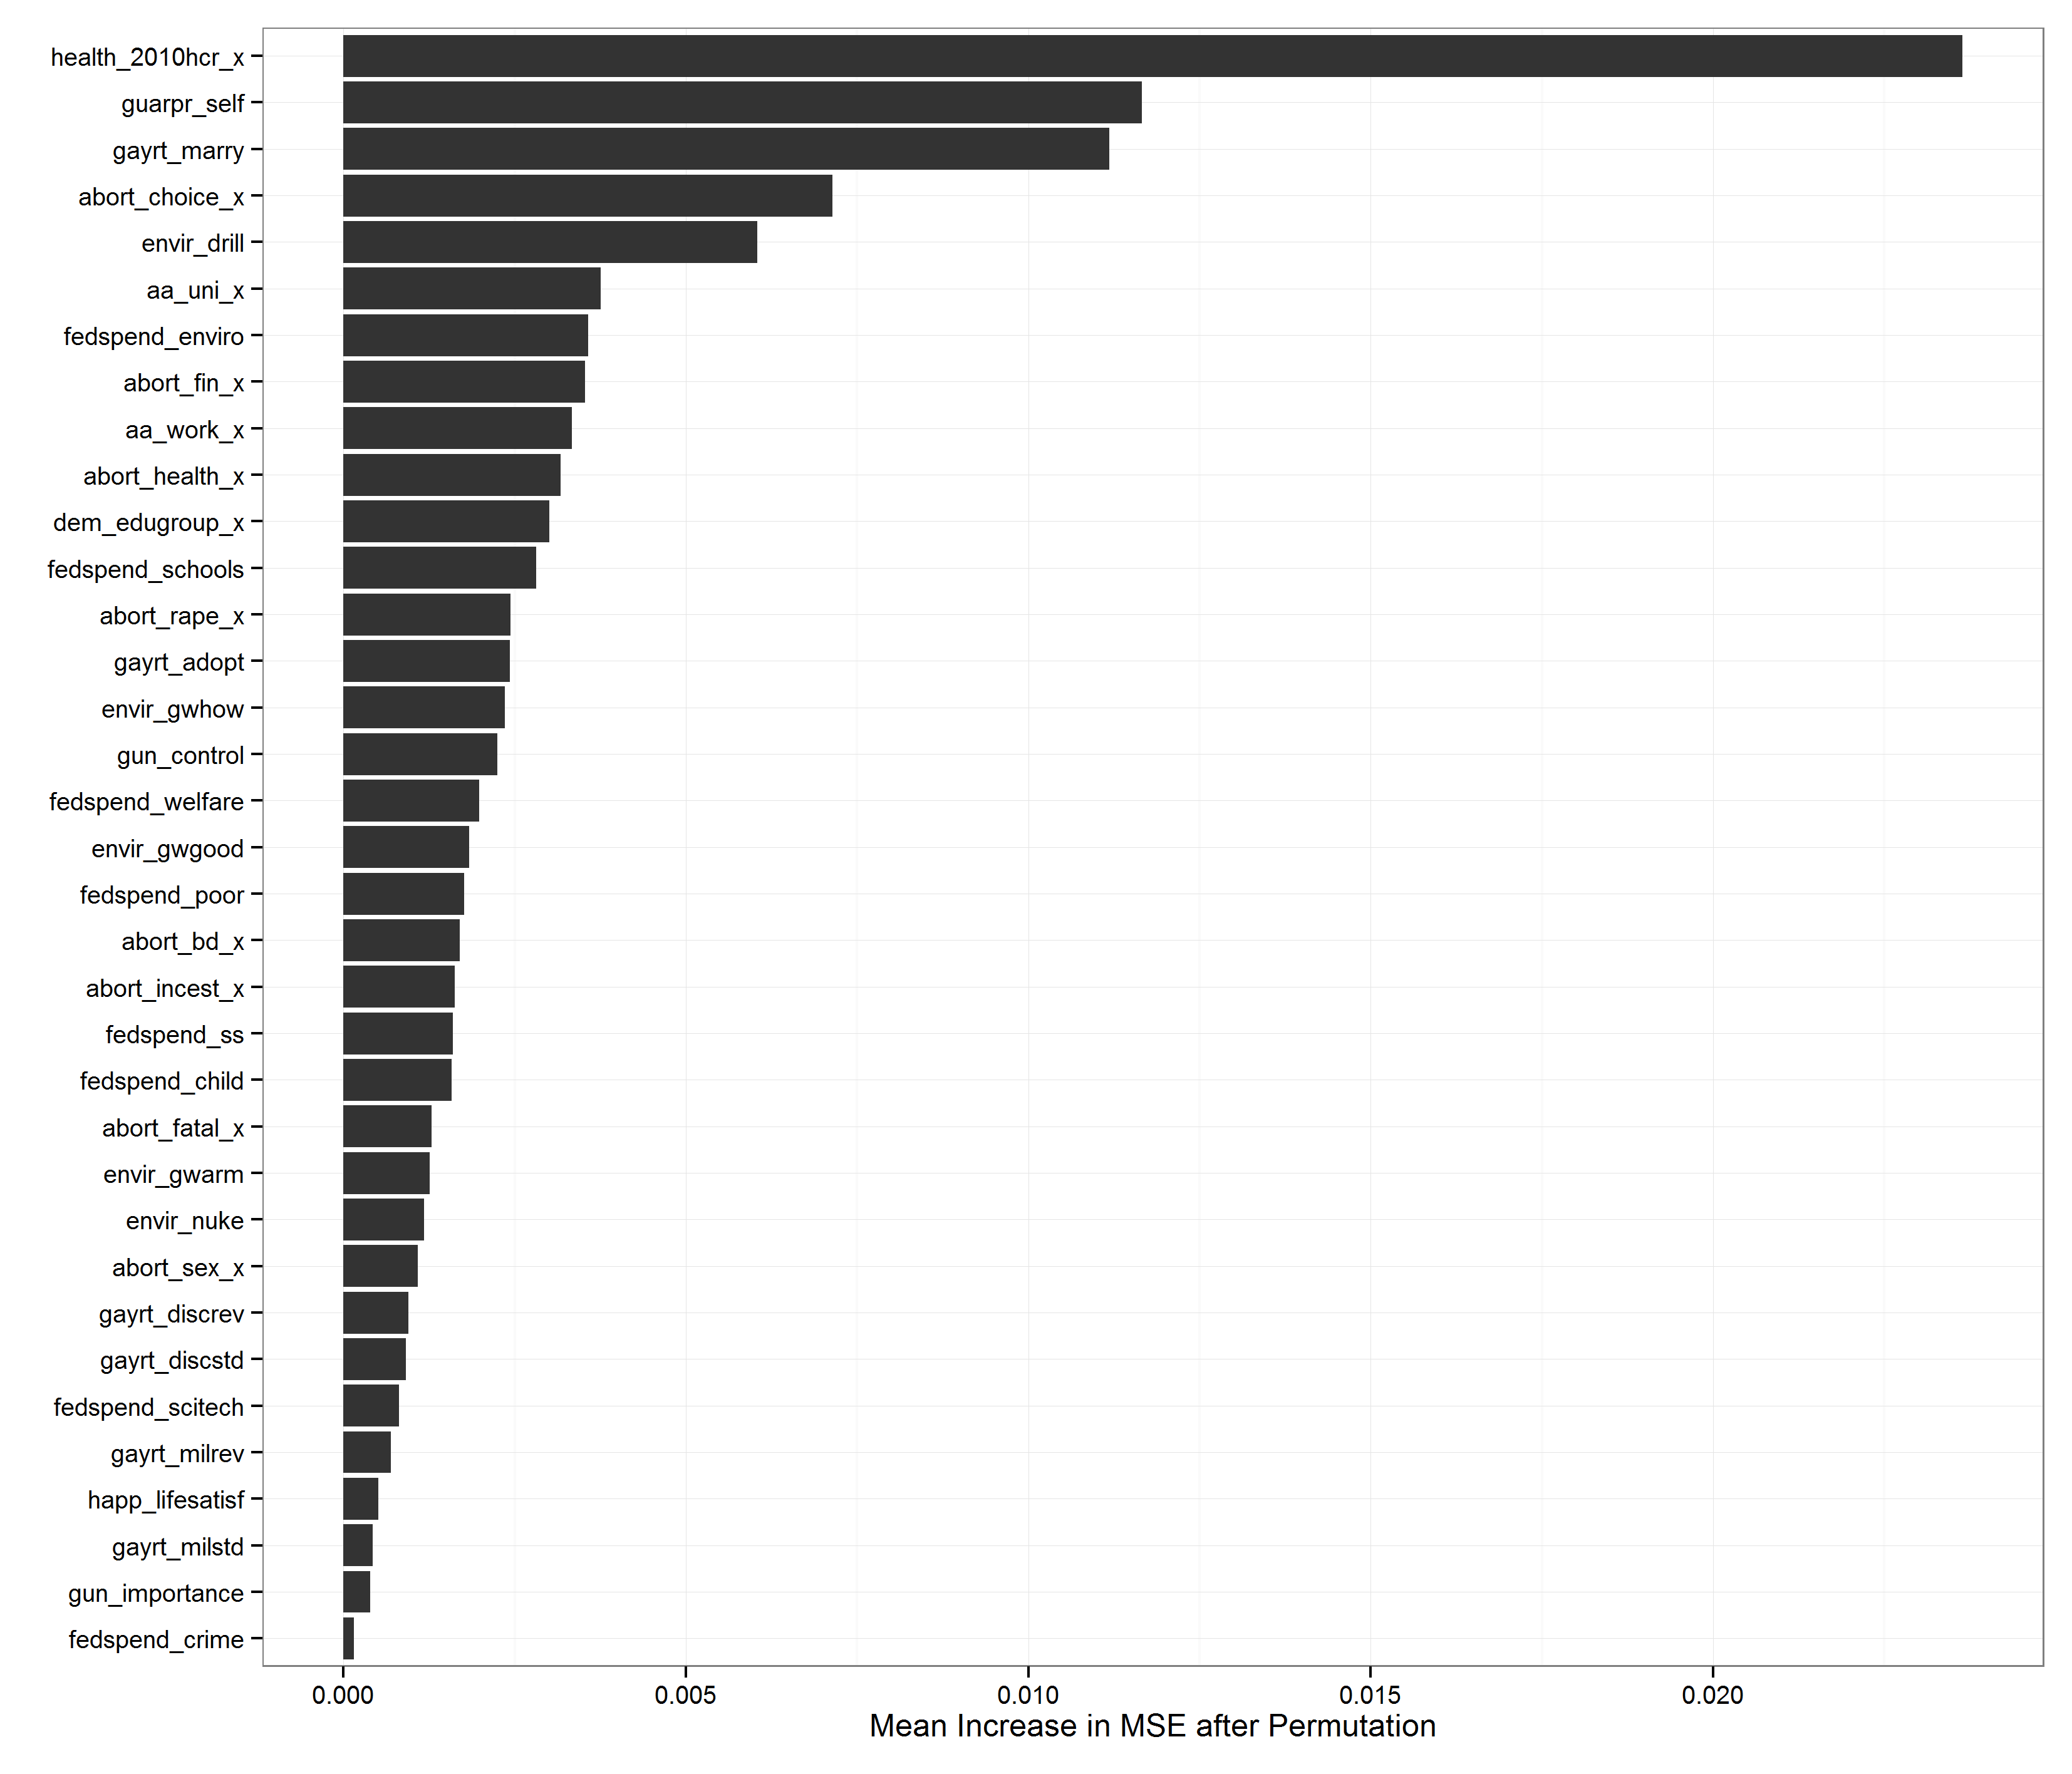 health_2010hcr_x
guarpr_self
gayrt_marry
abort_choice_x
envir_drill
aa_uni_x
fedspend_enviro
abort_fin_x
aa_work_x
abort_health_x
dem_edugroup_x
fedspend_schools
abort_rape_x
gayrt_adopt
envir_gwhow
gun_control
fedspend_welfare
envir_gwgood
fedspend_poor
abort_bd_x
abort_incest_x
fedspend_ss
fedspend_child
abort_fatal_x
envir_gwarm
envir_nuke
abort_sex_x
gayrt_discrev
gayrt_discstd
fedspend_scitech
gayrt_milrev
happ_lifesatisf
gayrt_milstd
gun_importance
fedspend_crime
0.000 0.005 0.010 0.015 0.020
Mean Increase in MSE after Permutation